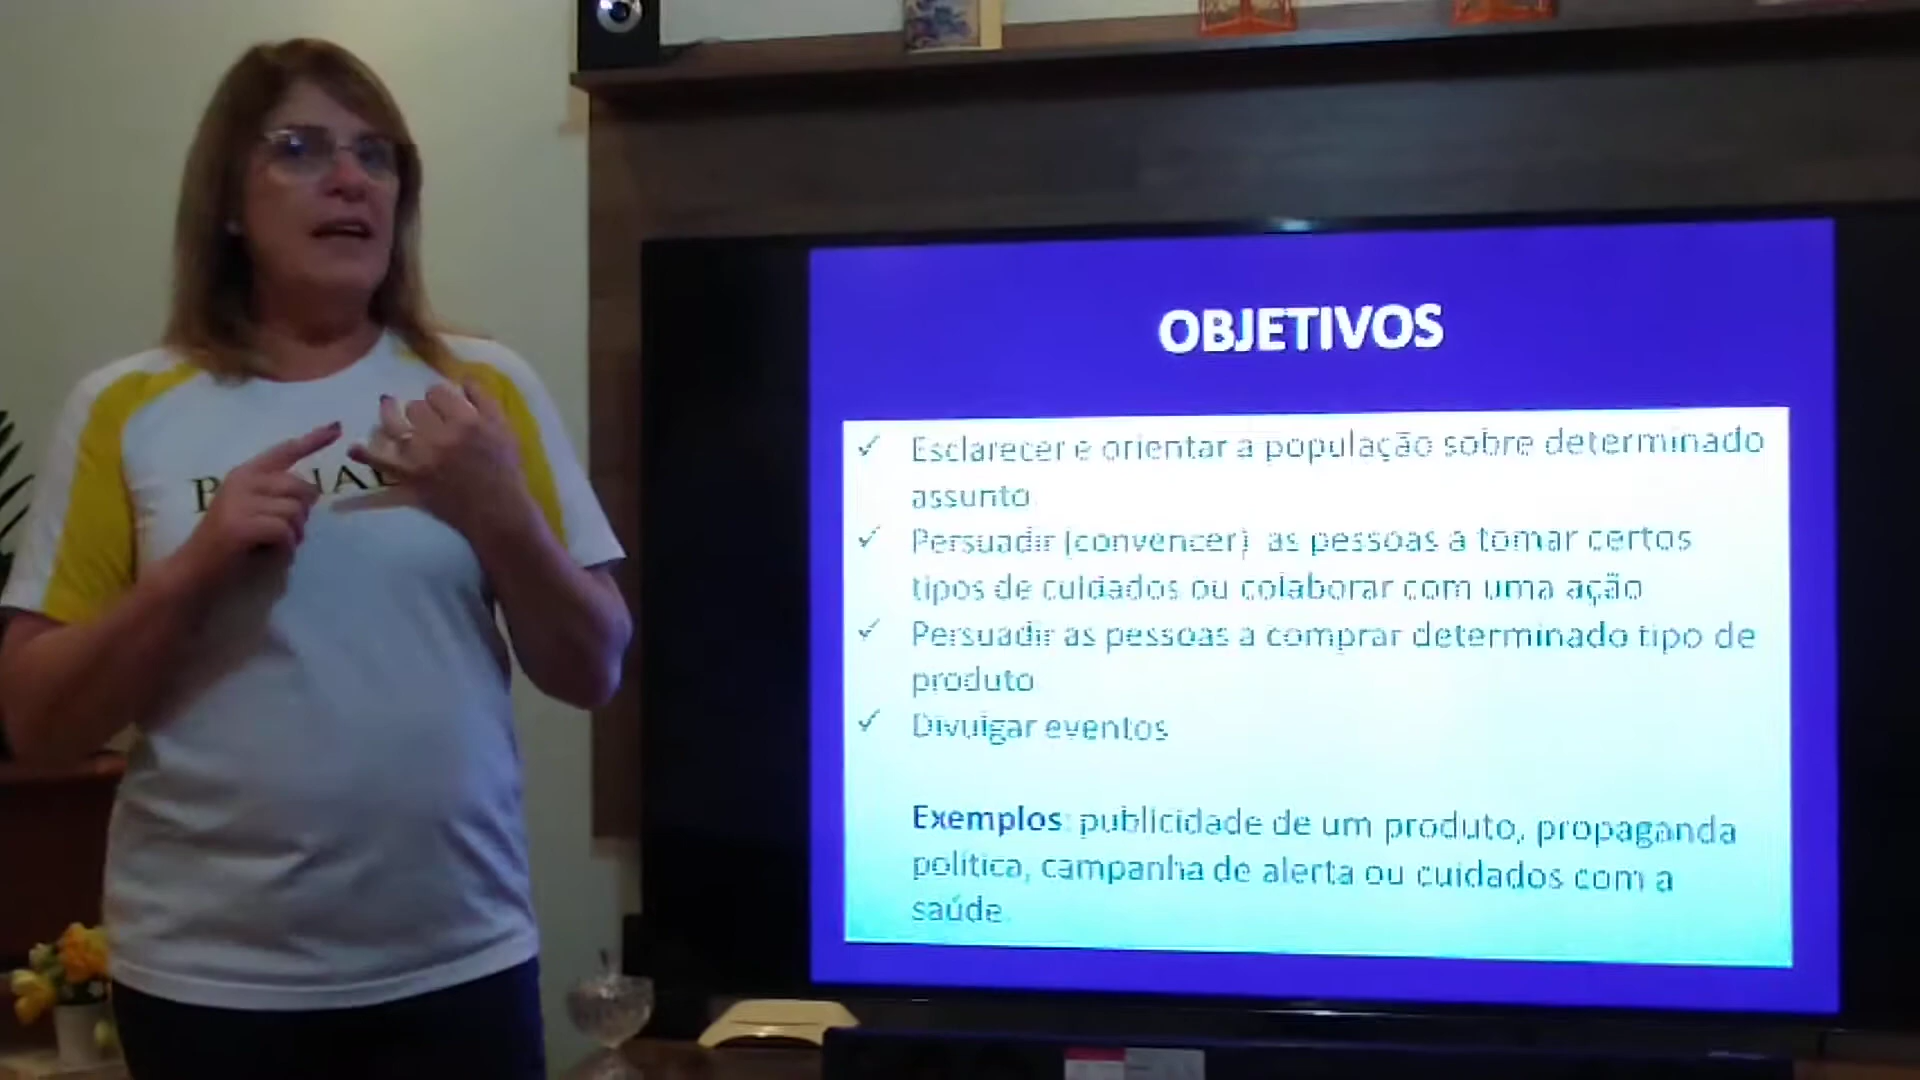 OBJETIVOS
✓ Esclarecer e orientar a população sobre determinado
assunto
✓ Persuadir (convencer) as pessoas a tomar certos
tipos de cuidados ou colaborar com uma ação
✓ Persuadir as pessoas a comprar determinado tipo de
produto
✓ Divulgar eventos
Exemplos: publicidade de um produto, propaganda
política, campanha de alerta ou cuidados com a
saúde.